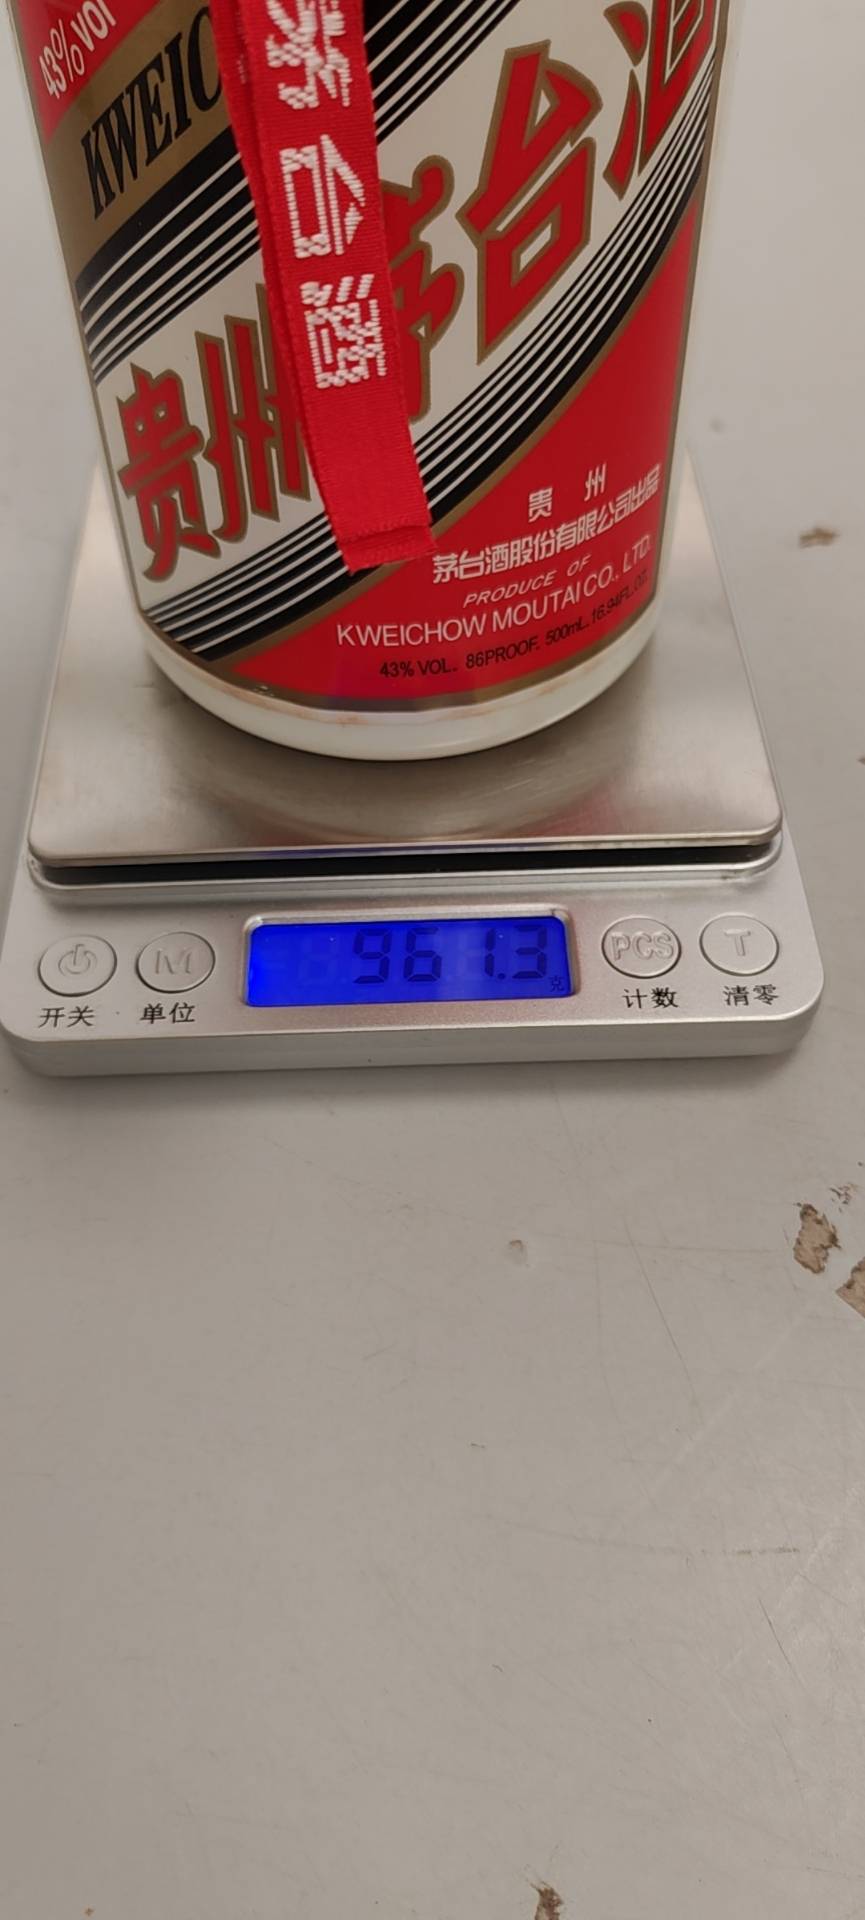 43% vol
KWEIC
茅台酒
贵州茅台酒
贵 州
茅台酒股份有限公司出品
PRODUCE OF
KWEICHOW MOUTAI CO., LTD.
43% VOL. 86PROOF. 500mL. 16.94FL.OZ.
961.3
克
M
PCS
T
开关
单位
计数
清零